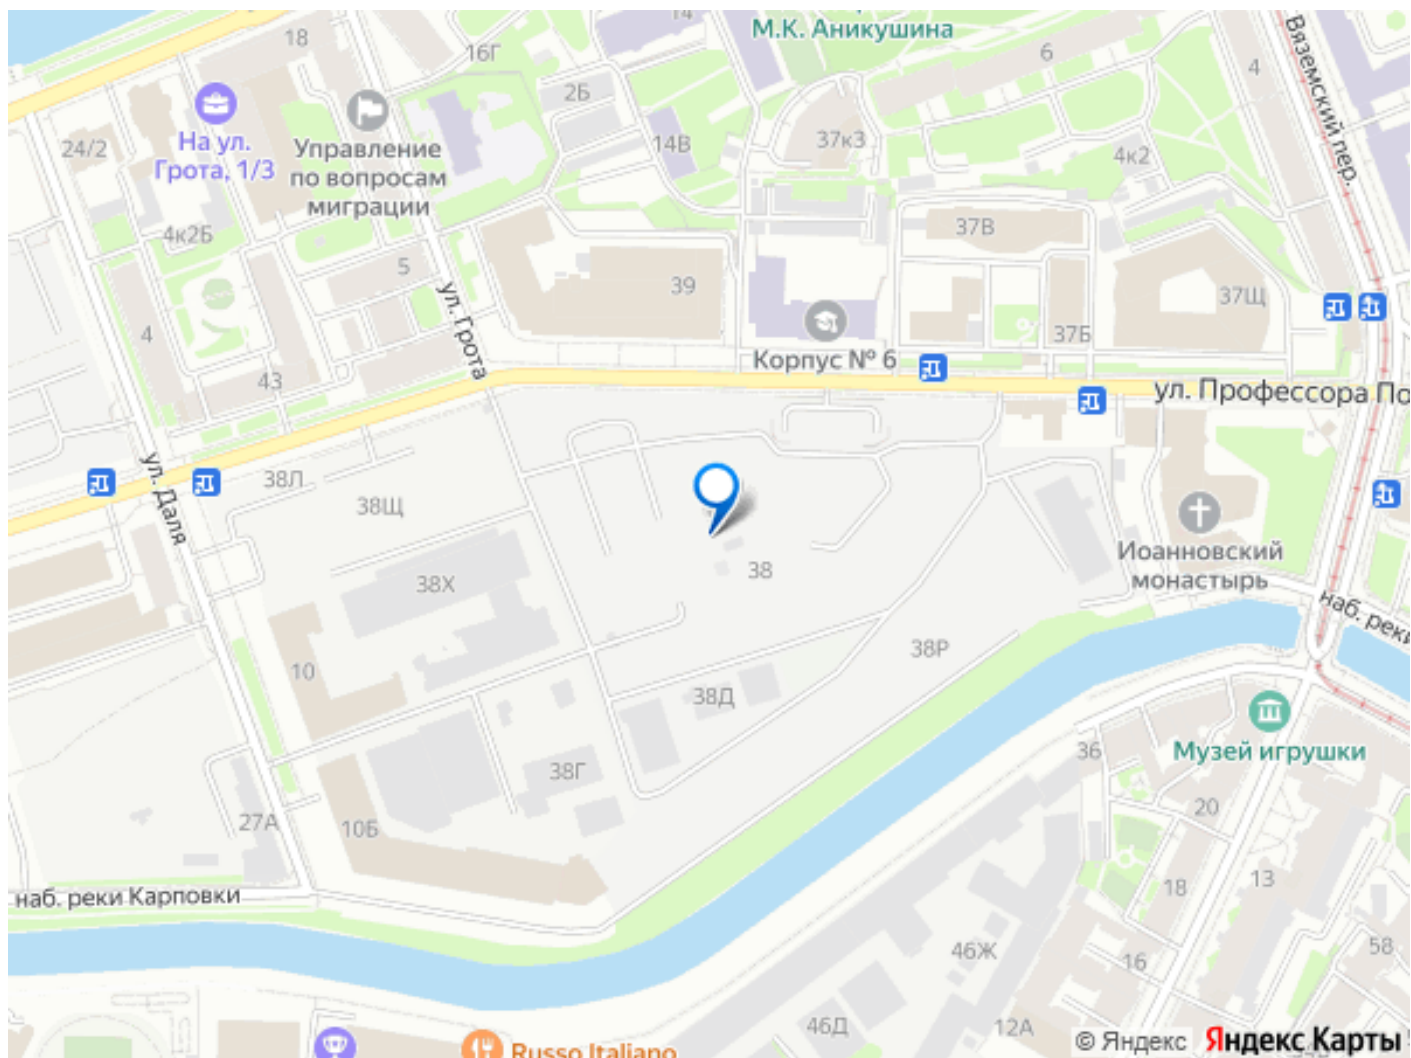 М.К. Аникушина
14
18
16Г
6
4
Вяземский пер.
2Б
24/2
На ул.
Грота, 1/3
Управление
по вопросам
миграции
14В
37к3
4к2
4к2Б
37В
5
39
37Щ
ул. Грота
4
37Б
Корпус № 6
43
ул. Профессора По
38Л
38Щ
ул. Даля
Иоанновский
монастырь
38
38Х
наб. реки
38Р
10
38Д
36
Музей игрушки
38Г
20
27А
10Б
13
18
наб. реки Карповки
58
46Ж
16
46Д
12А
Russo Italiano
© Яндекс Яндекс Карты